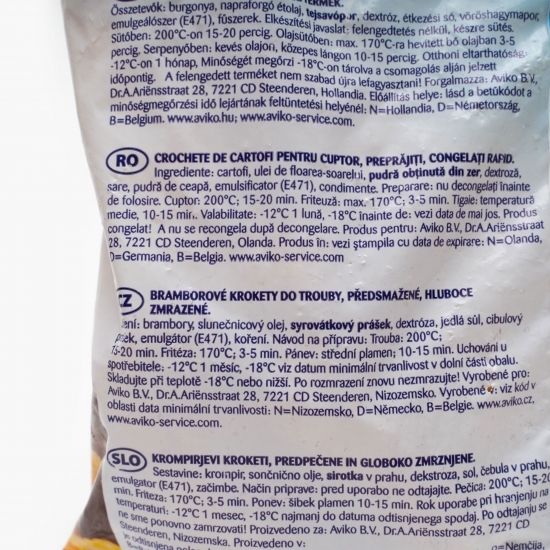 TERMÉK.
Összetevők: burgonya, napraforgó étolaj, tejsavópor, dextróz, étkezési só, vöröshagymapor,
emulgeálószer (E471), fűszerek. Elkészítési javaslat: felengedtetés nélkül, készre sütés.
Sütőben: 200°C-on 15-20 percig. Olajsütőben: max. 170°C-ra hevített bő olajban 3-5
percig. Serpenyőben: kevés olajon, közepes lángon 10-15 percig. Otthoni eltarthatóság:
-12°C-on 1 hónap, Minőségét megőrzi -18°C-on tárolva a csomagolás alján jelzett
időpontig. A felengedett terméket nem szabad újra lefagyasztani! Forgalmazza: Aviko B.V.,
Dr.A.Ariënsstraat 28, 7221 CD Steenderen, Hollandia. Előállítás helye: lásd a betűkódot a
minőségmegőrzési idő lejártának feltüntetési helyénél: N=Hollandia, D=Németország,
B=Belgium. www.aviko.hu; www.aviko-service.com.
RO CROCHETE DE CARTOFI PENTRU CUPTOR, PREPRĂJIŢI, CONGELAŢI RAPID.
Ingrediente: cartofi, ulei de floarea-soarelui, pudră obţinută din zer, dextroză,
sare, pudră de ceapă, emulsificator (E471), condimente. Preparare: nu decongelaţi înainte
de folosire. Cuptor: 200°C; 15-20 min. Friteuză: max. 170°C; 3-5 min. Tigaie: temperatură
medie, 10-15 min. Valabilitate: -12°C 1 lună, -18°C inainte de: vezi data de mai jos. Produs
congelat! A nu se recongela după decongelare. Produs pentru: Aviko B.V., Dr.A.Ariënsstraat
28, 7221 CD Steenderen, Olanda. Produs în: vezi ştampila cu data de expirare: N=Olanda,
D=Germania, B=Belgia. www.aviko-service.com
CZ BRAMBOROVÉ KROKETY DO TROUBY, PŘEDSMAŽENÉ, HLUBOCE
ZMRAZENÉ.
brambory, slunečnicový olej, syrovátkový prášek, dextróza, jedlá sůl, cibulový
prášek, emulgátor (E471), koření. Návod na přípravu: Trouba: 200°C;
15-20 min. Fritéza: 170°C; 3-5 min. Pánev: střední plamen; 10-15 min. Uchování u
spotřebitele: -12°C 1 měsíc, -18°C viz datum minimální trvanlivosti v dolní části obalu.
Skladujte při teplotě -18°C nebo nižší. Po rozmrazení znovu nezmrazujte! Vyrobené pro:
Aviko B.V., Dr.A.Ariënsstraat 28, 7221 CD Steenderen, Nizozemsko. Vyrobené v: viz kód v
oblasti data minimální trvanlivosti: N=Nizozemsko, D=Německo, B=Belgie. www.aviko.cz,
www.aviko-service.com.
SLO KROMPIRJEVI KROKETI, PREDPEČENE IN GLOBOKO ZMRZNJENE.
Sestavine: krompir, sončnično olje, sirotka v prahu, dekstroza, sol, čebula v prahu,
emulgator (E471), začimbe. Način priprave: pred uporabo ne odtajajte. Pečica: 200°C; 15-20
min. Friteza: 170°C; 3-5 min. Ponev: šibek plamen 10-15 min. Rok uporabe pri hranjenju na
temperaturi: -12°C 1 mesec, -18°C najmanj do datuma odtisnjenega spodaj. Po odtajanju se
ne sme ponovno zamrzovati! Proizvedeno za: Aviko B.V., Dr.A.Ariënsstraat 28, 7221 CD
Steenderen, Nizozemska. Proizvedeno v:
odtisnjena poleg =Nemčija,